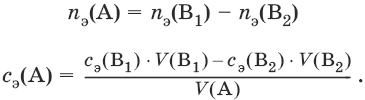 nэ(A) = nэ(B₁) − nэ(B₂)
cэ(A) = cэ(B₁) · V(B₁) – cэ(B₂) · V(B₂) / V(A) .